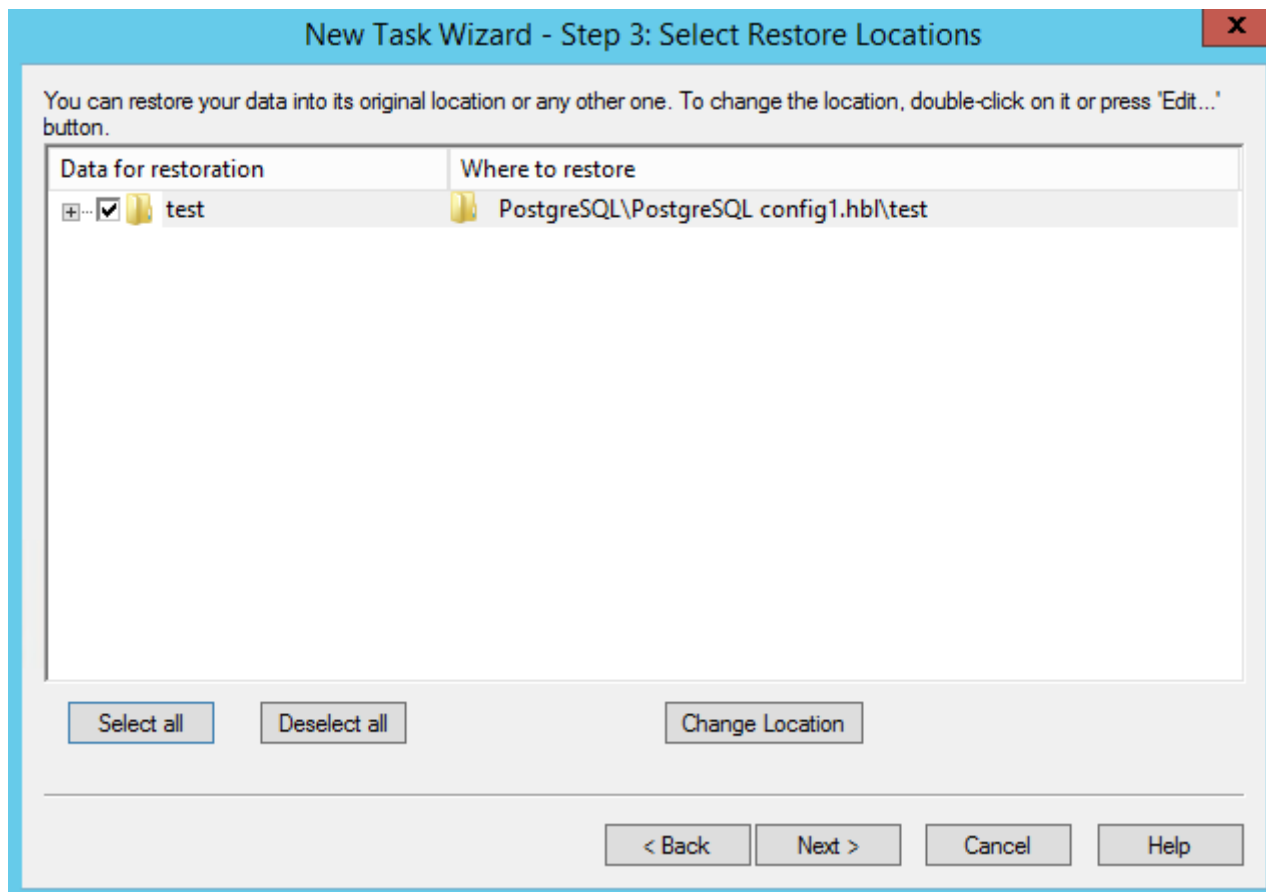 New Task Wizard - Step 3: Select Restore Locations
x
You can restore your data into its original location or any other one. To change the location, double-click on it or press 'Edit...'
button.
Data for restoration Where to restore
test PostgreSQL\PostgreSQL config1.hbl\test
Select all Deselect all Change Location
< Back Next > Cancel Help